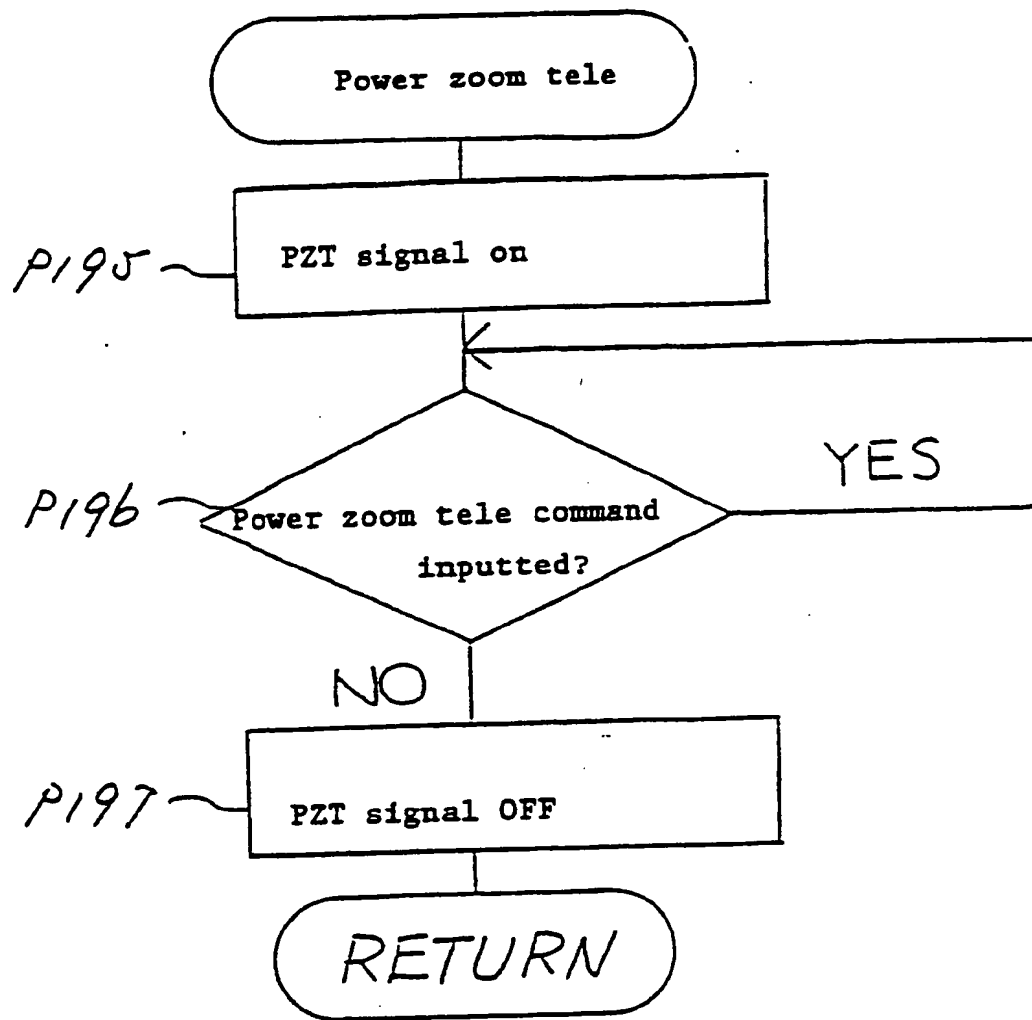 Power zoom tele
PZT signal on
P195
YES
P196
Power zoom tele command
inputted?
NO
P197
PZT signal OFF
RETURN